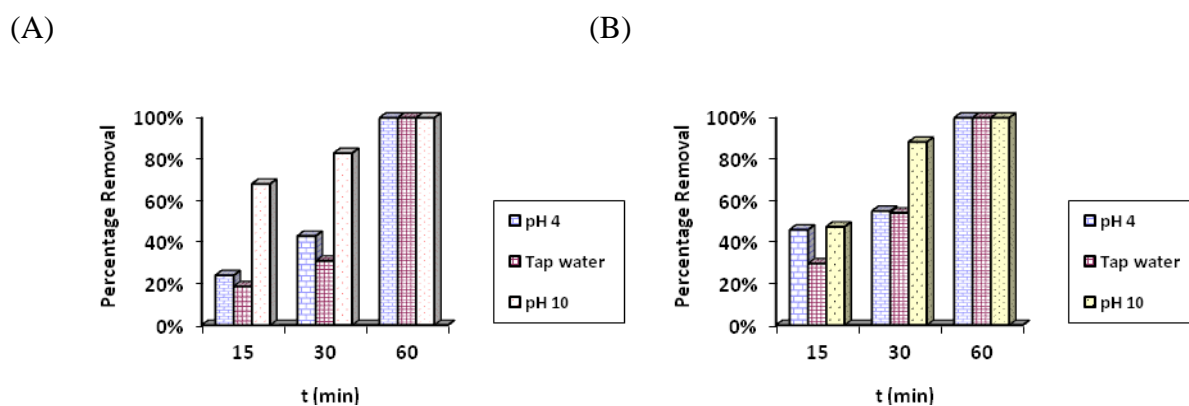 (A)
Percentage Removal
100%
80%
60%
40%
20%
0%
15 30 60
t (min)
pH 4
Tap water
pH 10
(B)
Percentage Removal
100%
80%
60%
40%
20%
0%
15 30 60
t (min)
pH 4
Tap water
pH 10